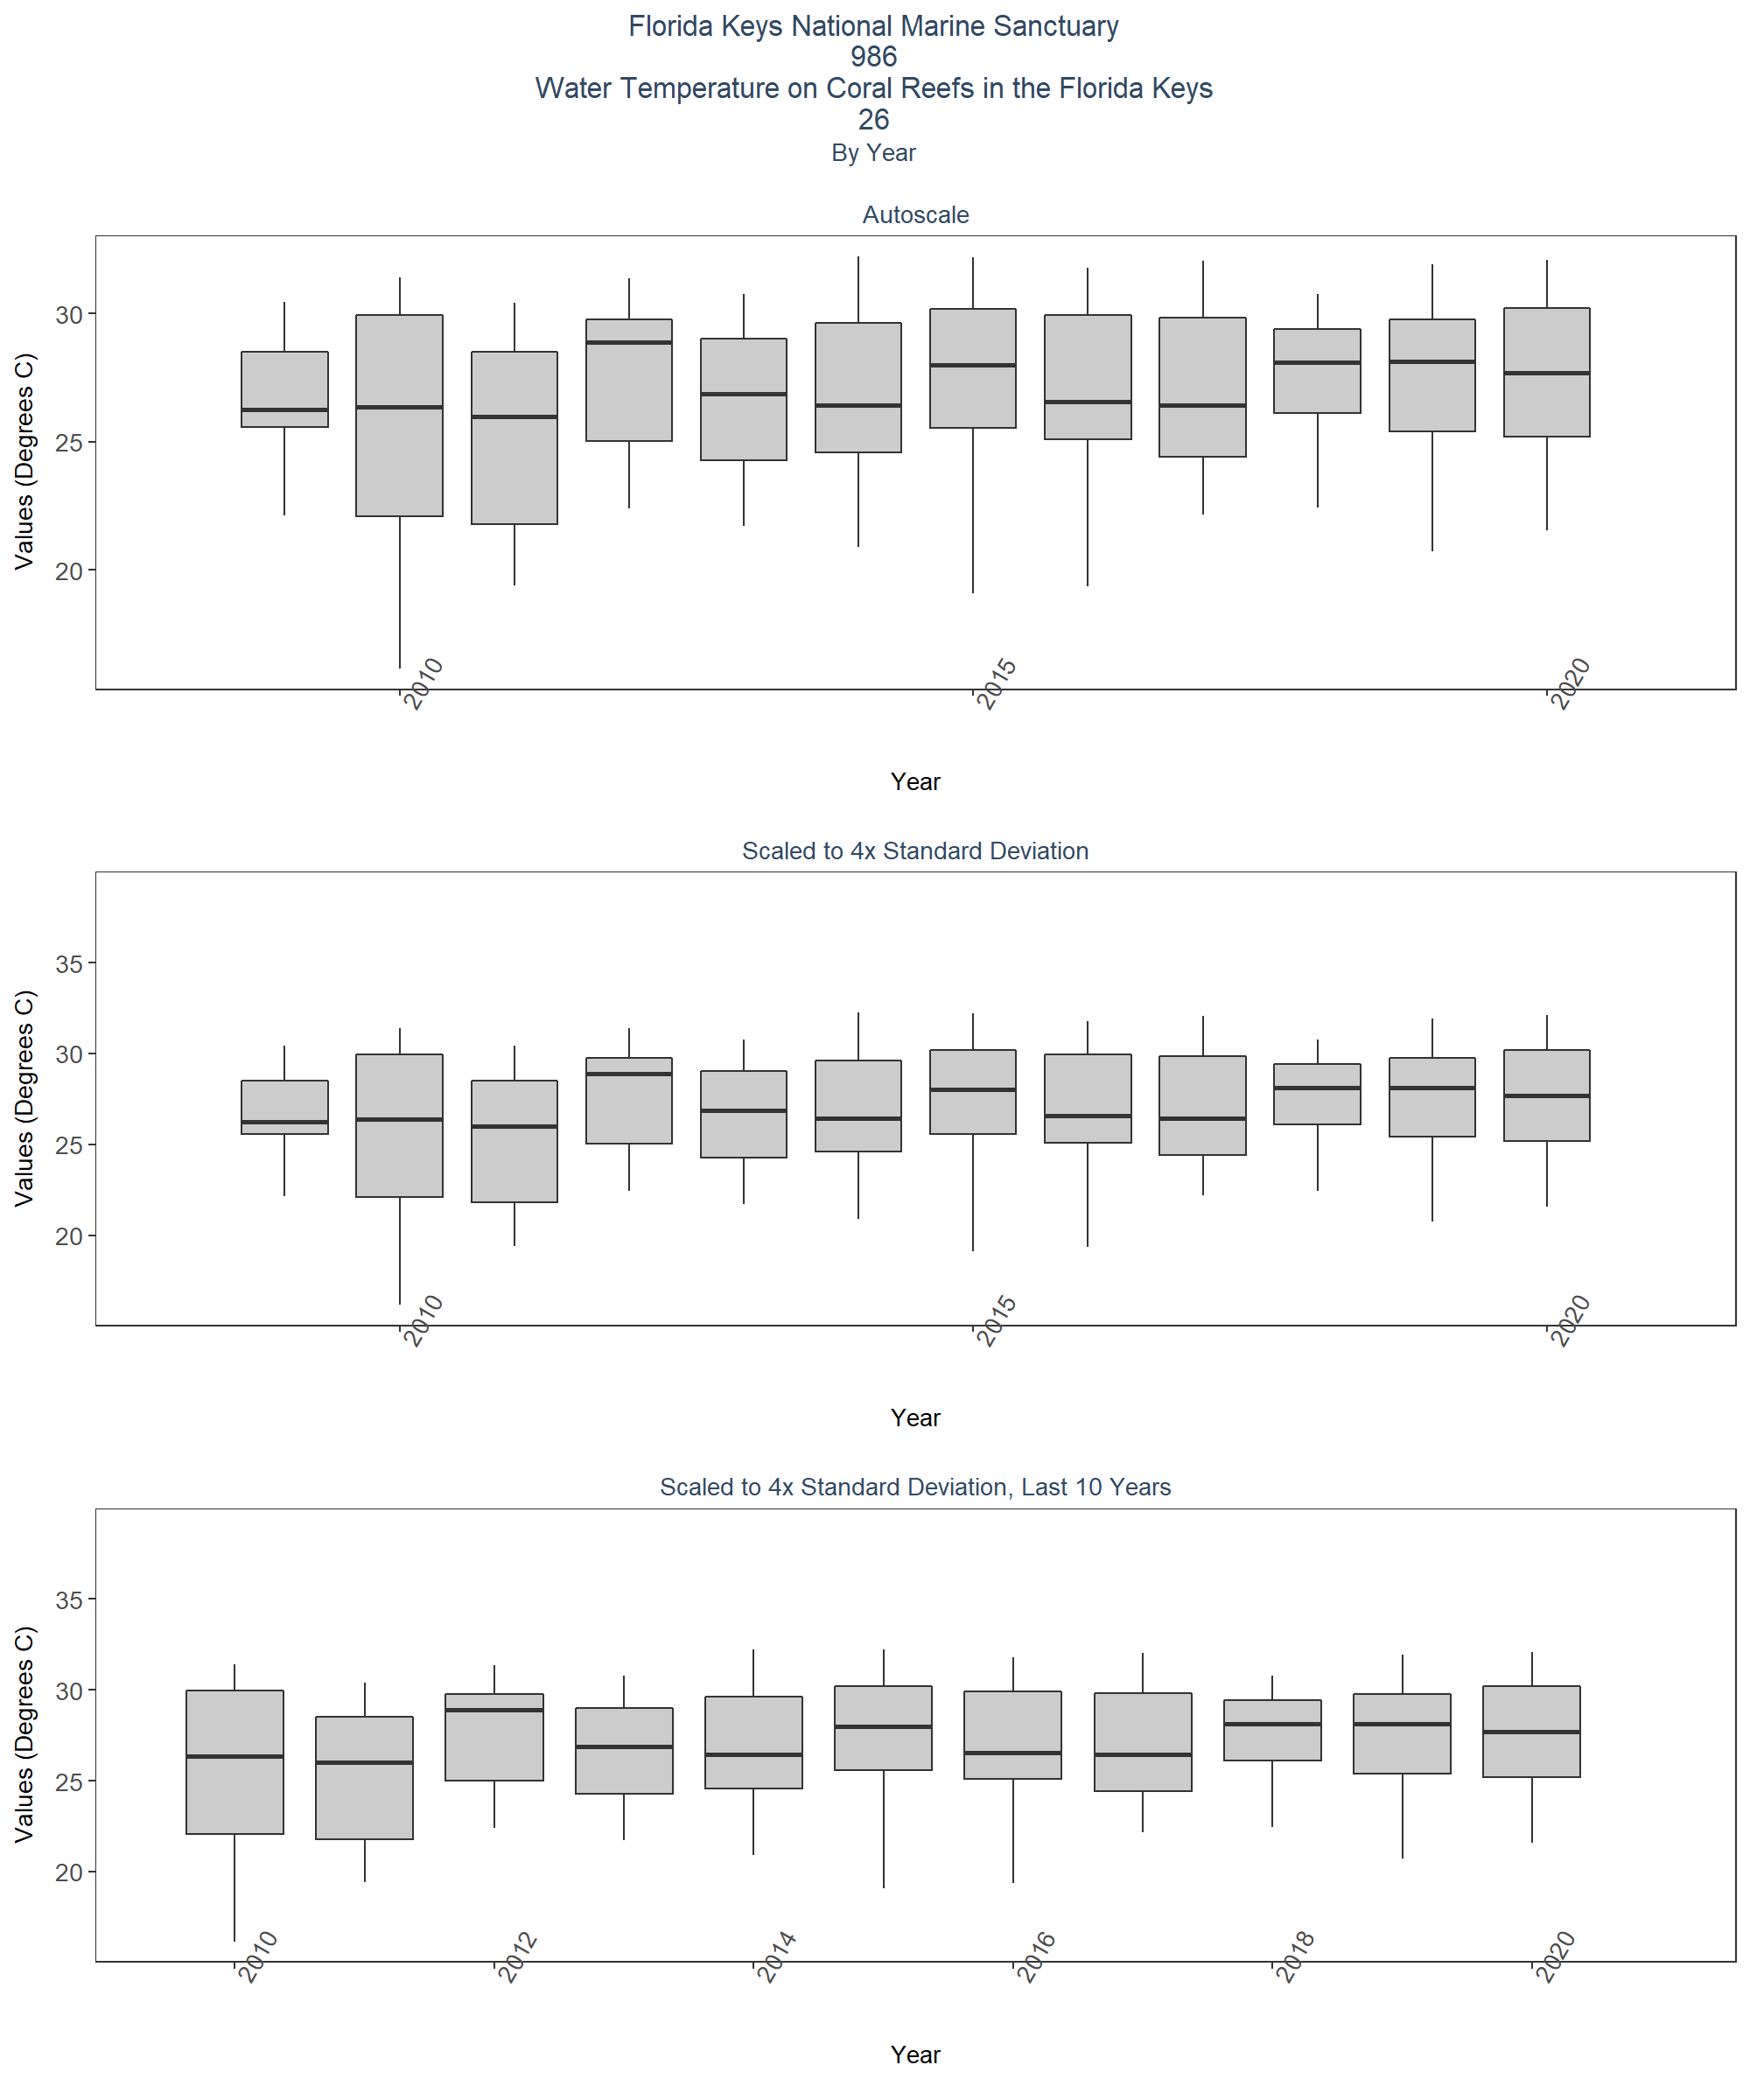 Florida Keys National Marine Sanctuary
986
Water Temperature on Coral Reefs in the Florida Keys
26
By Year
Autoscale
Values (Degrees C)
30
25
20
2010
2015
2020
Year
Scaled to 4x Standard Deviation
Values (Degrees C)
35
30
25
20
2010
2015
2020
Year
Scaled to 4x Standard Deviation, Last 10 Years
Values (Degrees C)
35
30
25
20
2010
2012
2014
2016
2018
2020
Year